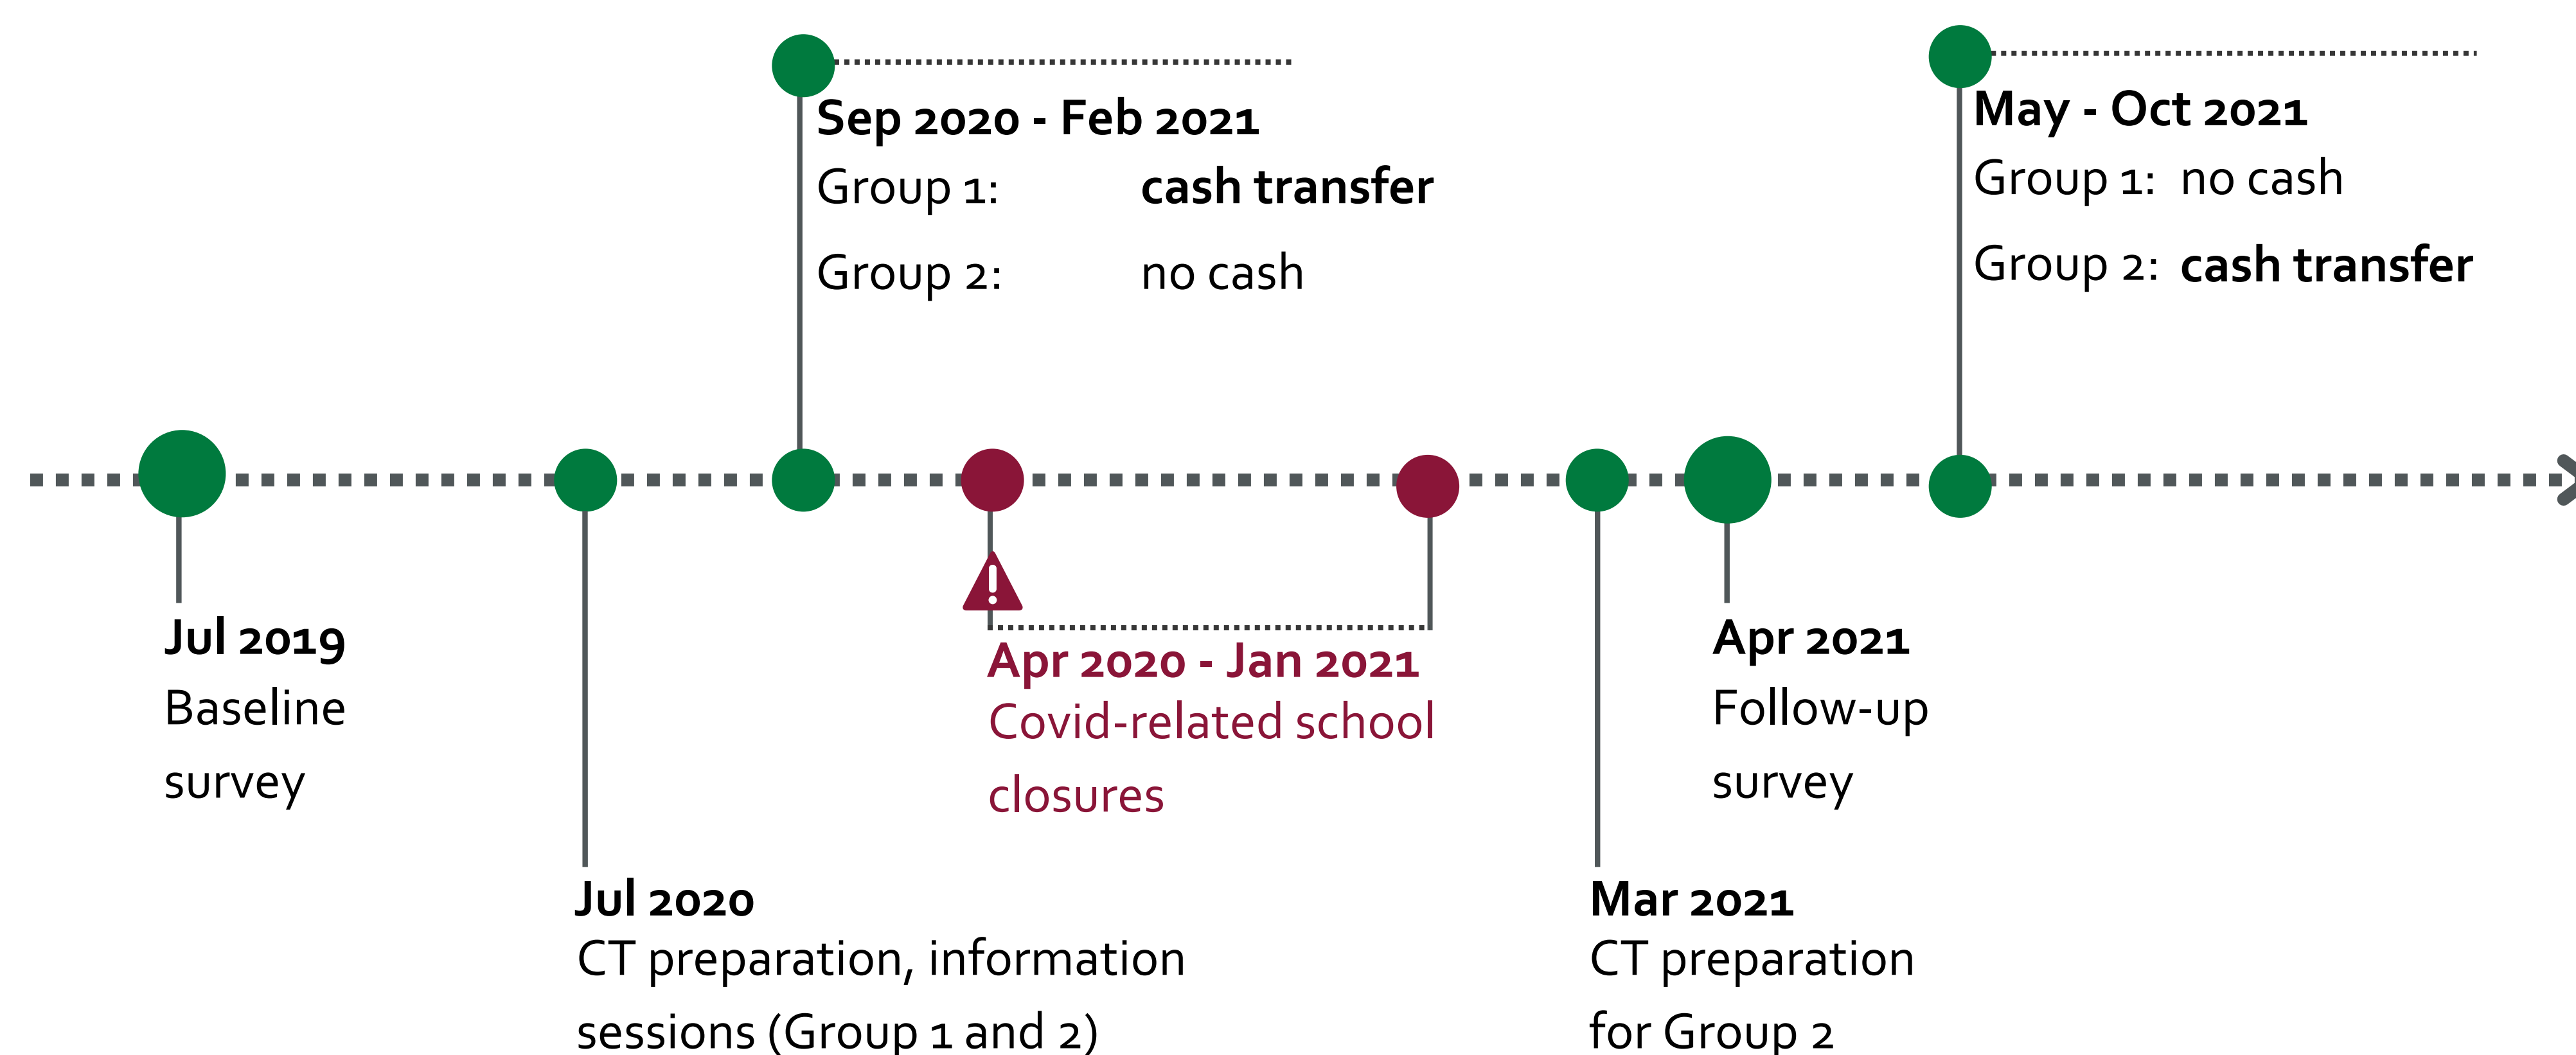 Sep 2020 - Feb 2021
Group 1: cash transfer
Group 2: no cash
May - Oct 2021
Group 1: no cash
Group 2: cash transfer
Jul 2019
Baseline
survey
Apr 2020 - Jan 2021
Covid-related school
closures
Apr 2021
Follow-up
survey
Jul 2020
CT preparation, information
sessions (Group 1 and 2)
Mar 2021
CT preparation
for Group 2